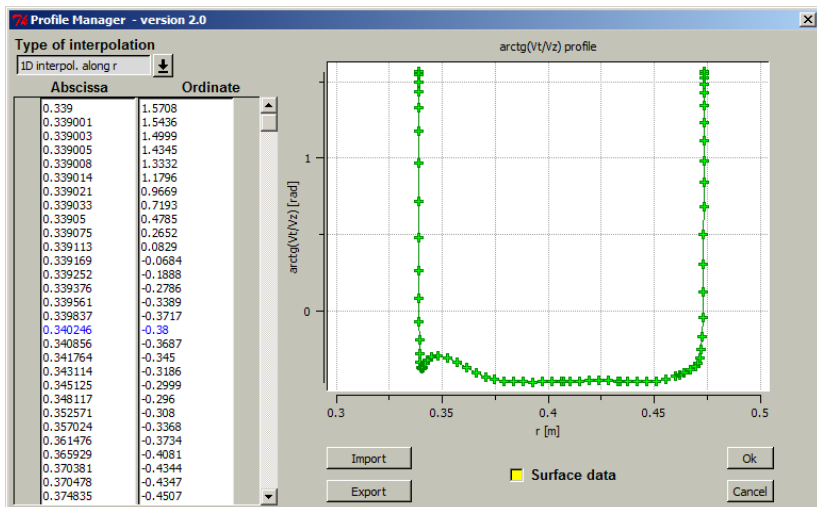 Profile Manager - version 2.0
Type of interpolation
1D interpol. along r
Abscissa Ordinate
0.339 1.5708
0.339001 1.5436
0.339003 1.4999
0.339005 1.4345
0.339008 1.3332
0.339014 1.1796
0.339021 0.9669
0.339033 0.7193
0.33905 0.4785
0.339075 0.2652
0.339113 0.0829
0.339169 -0.0684
0.339252 -0.1888
0.339376 -0.2786
0.339561 -0.3389
0.339837 -0.3717
0.340246 -0.38
0.340856 -0.3687
0.341764 -0.345
0.343114 -0.3186
0.345125 -0.2999
0.348117 -0.296
0.352571 -0.308
0.357024 -0.3368
0.361476 -0.3734
0.365929 -0.4081
0.370381 -0.4344
0.370478 -0.4347
0.374835 -0.4507
arctg(Vt/Vz) profile
arctg(Vt/Vz) [rad]
1
0
0.3 0.35 0.4 0.45 0.5
r [m]
Import
Export
Surface data
Ok
Cancel